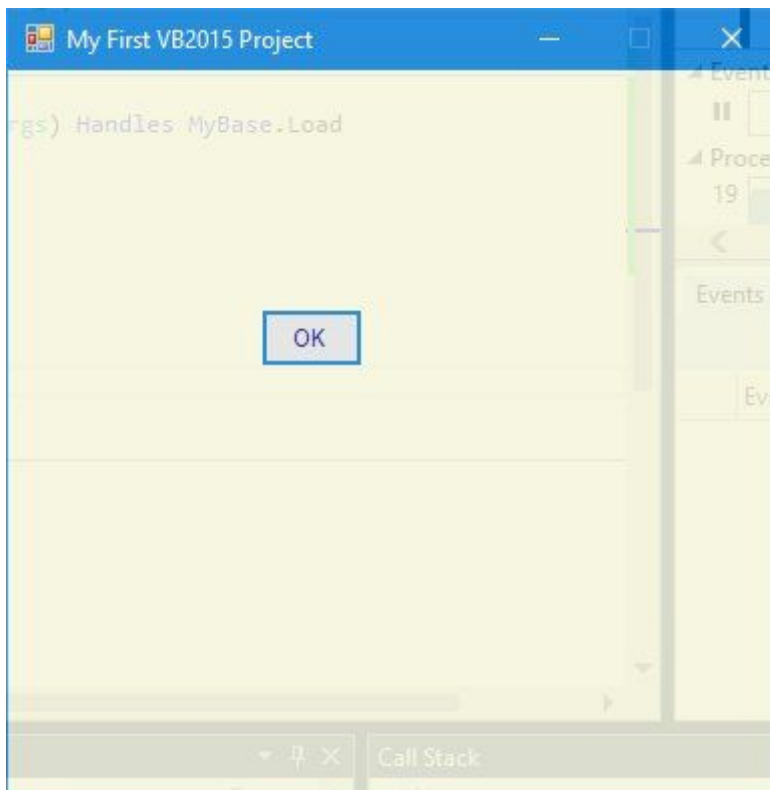 My First VB2015 Project
Event
rgs) Handles MyBase.Load
Proce
19
Events
OK
Ev
Call Stack